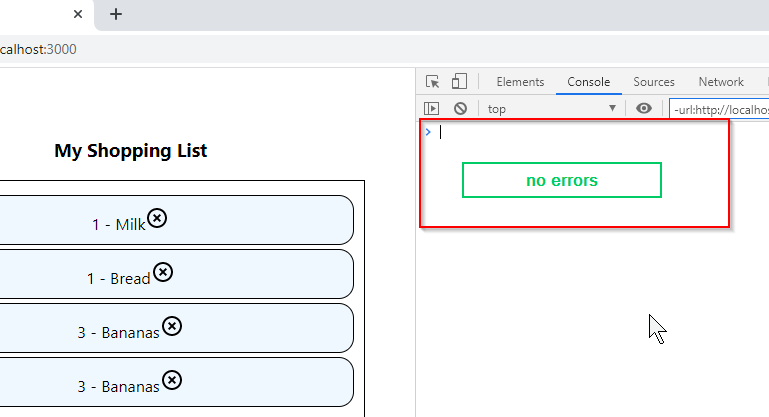 calhost:3000
Elements Console Sources Network
top
-url:http://localhos
no errors
My Shopping List
1 - Milk
1 - Bread
3 - Bananas
3 - Bananas